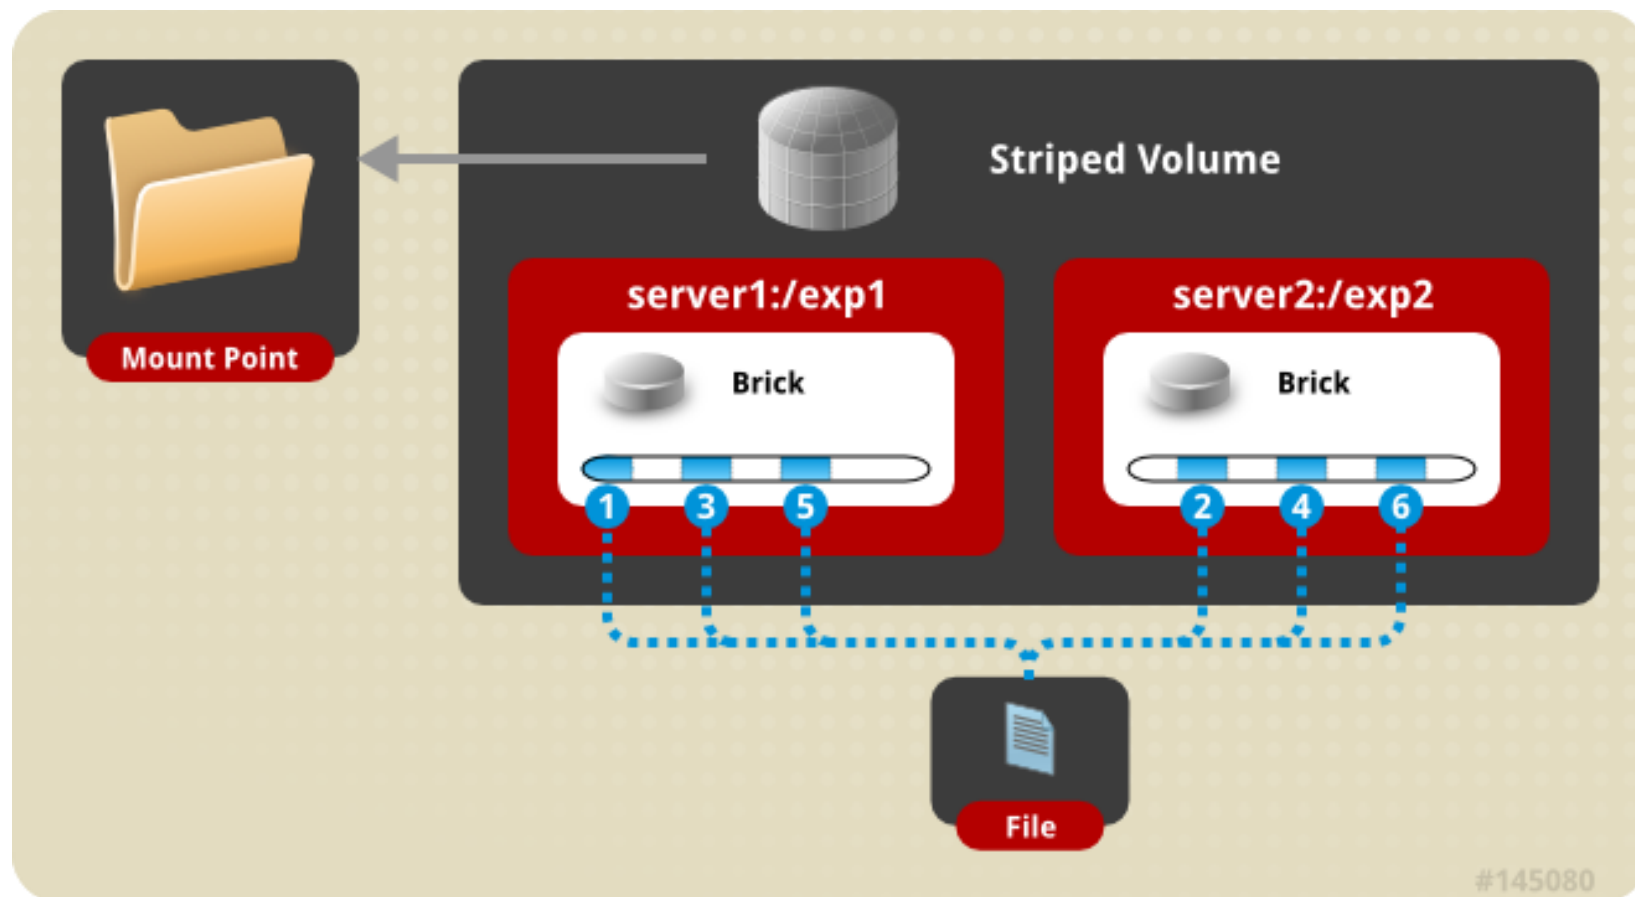 Striped Volume
Mount Point
server1:/exp1
server2:/exp2
Brick
Brick
1
3
5
2
4
6
File
#145080